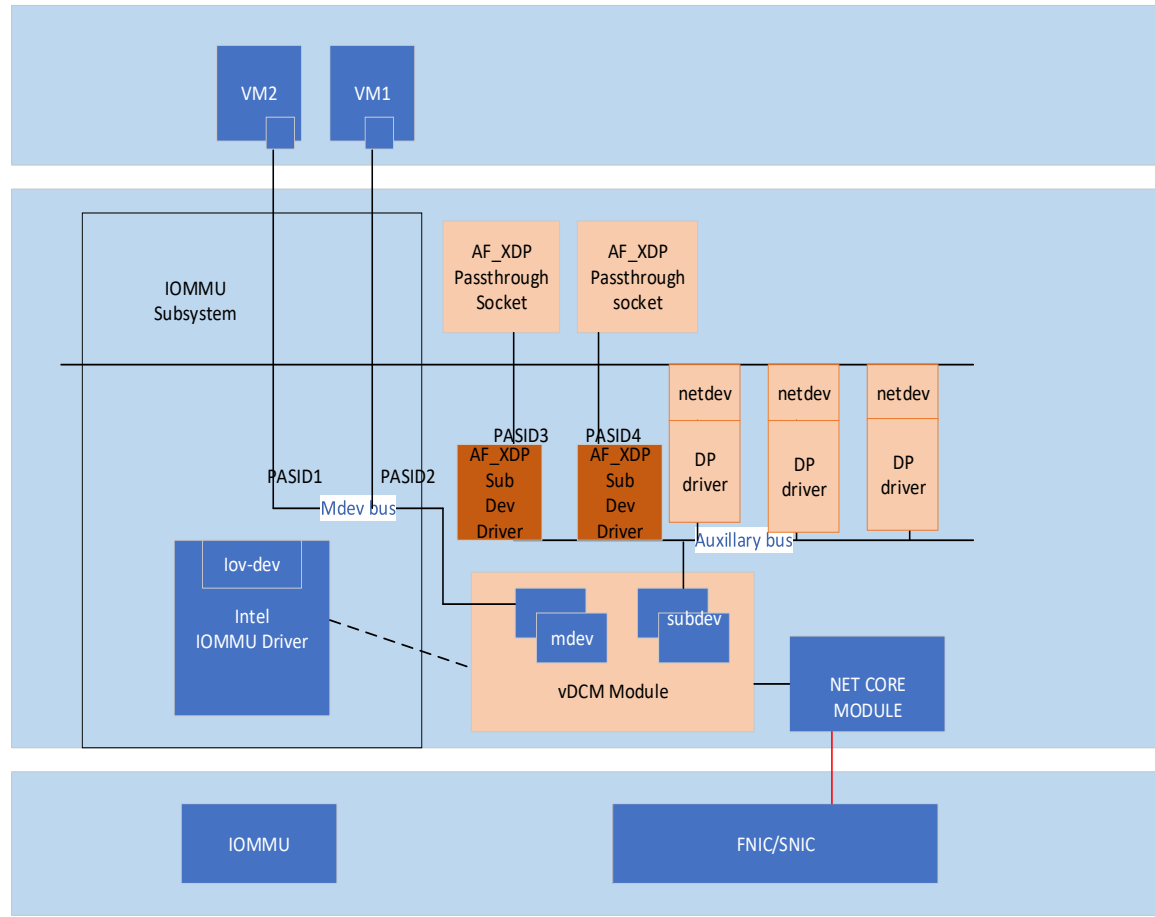 VM2
VM1
AF_XDP
Passthrough
Socket
AF_XDP
Passthrough
socket
IOMMU
Subsystem
netdev
netdev
netdev
PASID3
PASID4
AF_XDP
Sub
Dev
Driver
AF_XDP
Sub
Dev
Driver
DP
driver
DP
driver
DP
driver
PASID1
PASID2
Mdev bus
Auxillary bus
Iov-dev
Intel
IOMMU Driver
mdev
subdev
vDCM Module
NET CORE
MODULE
IOMMU
FNIC/SNIC